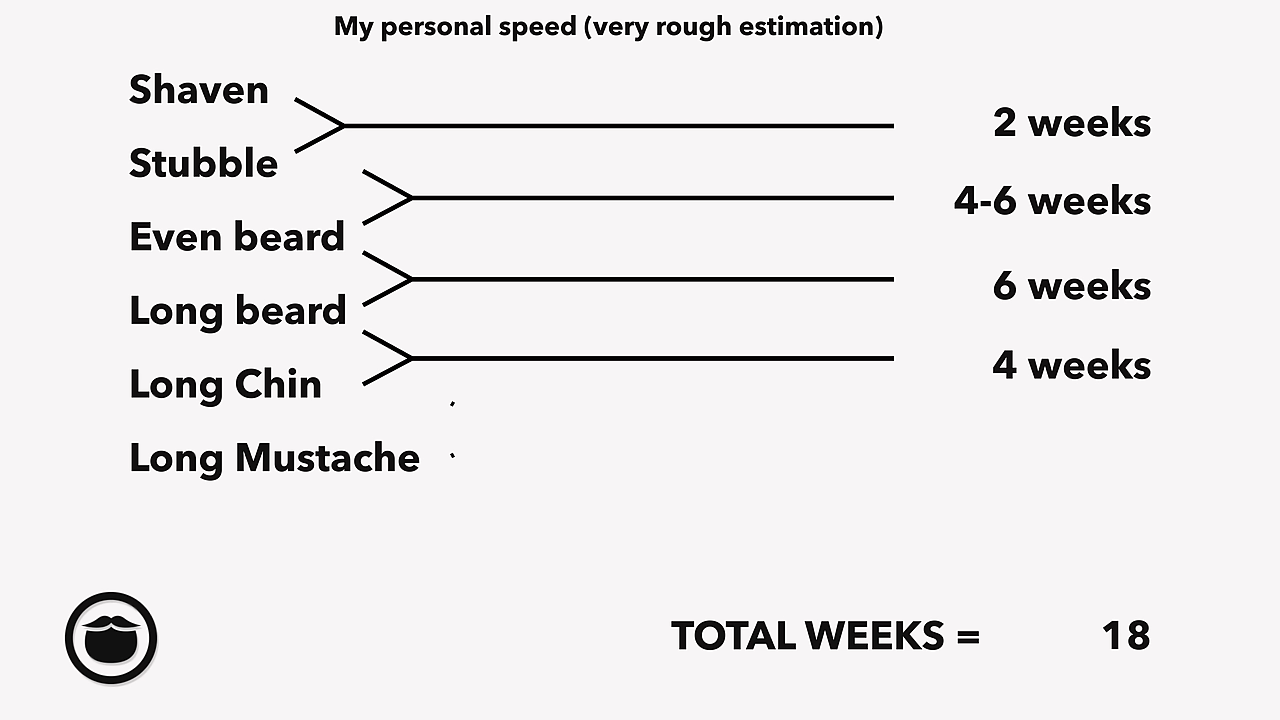 My personal speed (very rough estimation)
Shaven
2 weeks
Stubble
4-6 weeks
Even beard
6 weeks
Long beard
4 weeks
Long Chin
Long Mustache
TOTAL WEEKS = 18